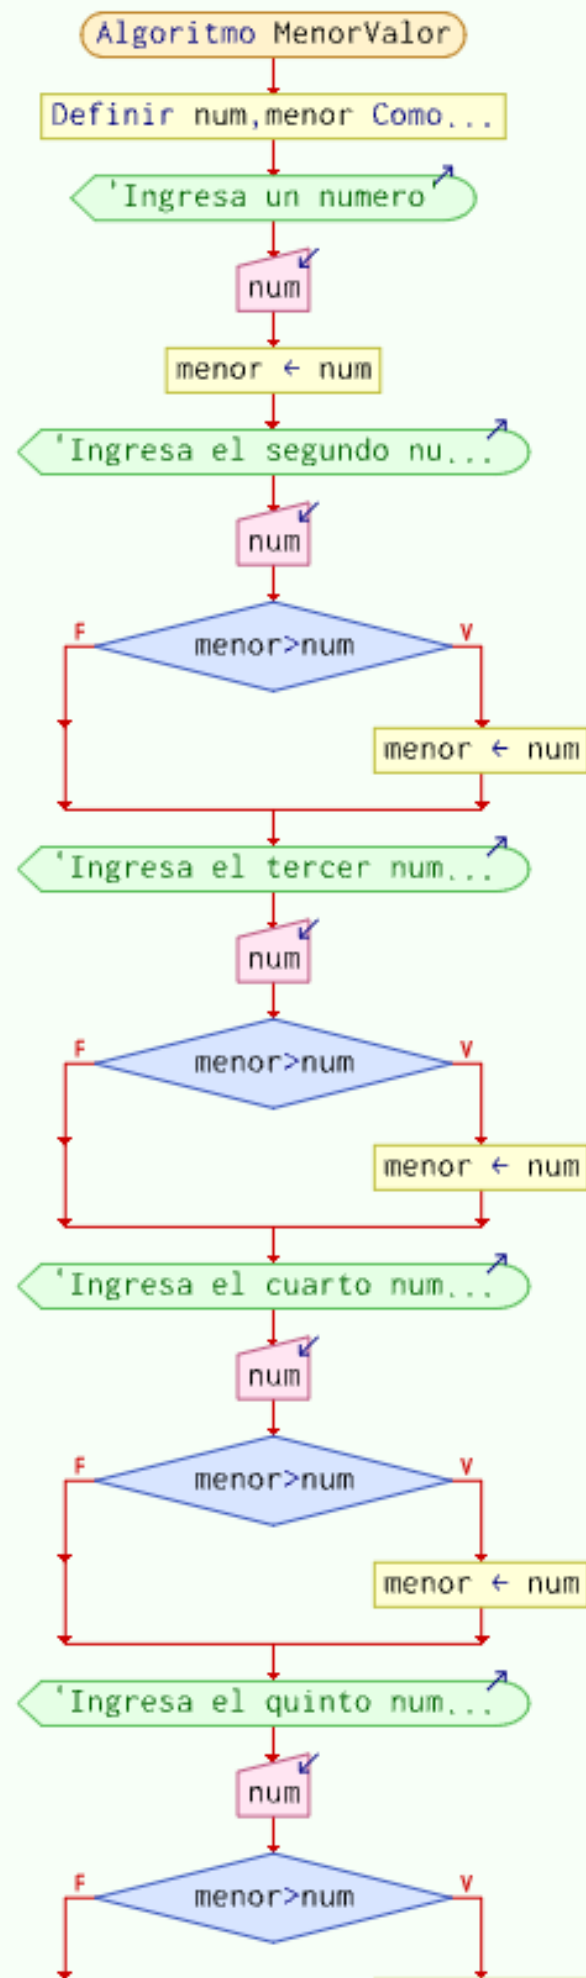 Algoritmo MenorValor
Definir num,menor Como...
'Ingresa un numero'
num
menor ← num
'Ingresa el segundo nu...
num
menor>num
F
V
menor ← num
'Ingresa el tercer num...
num
menor>num
F
V
menor ← num
'Ingresa el cuarto num...
num
menor>num
F
V
menor ← num
'Ingresa el quinto num...
num
menor>num
F
V